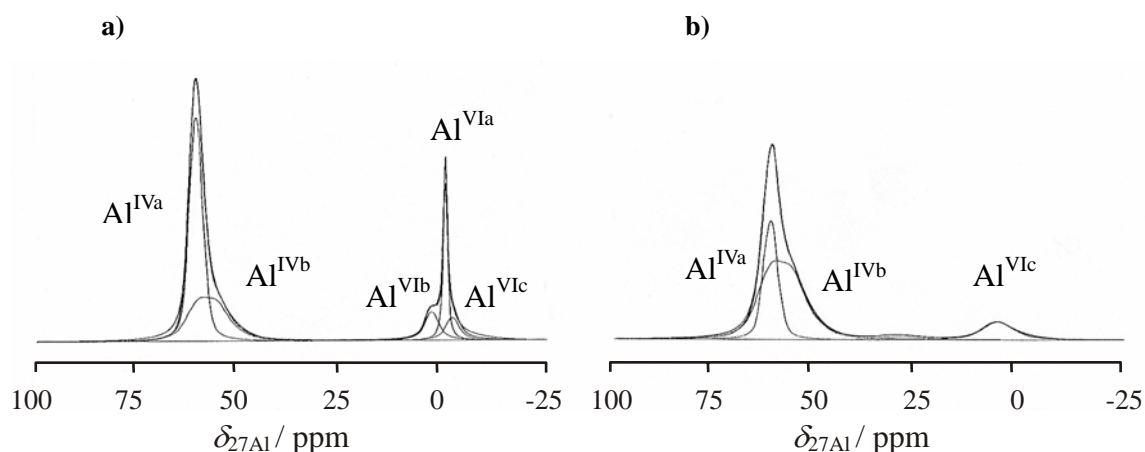 a) b)
Al^VIa
Al^IVa
Al^IVb
Al^VIb Al^VIc
Al^IVa
Al^IVb
Al^VIc
100 75 50 25 0 -25
100 75 50 25 0 -25
δ27Al / ppm
δ27Al / ppm